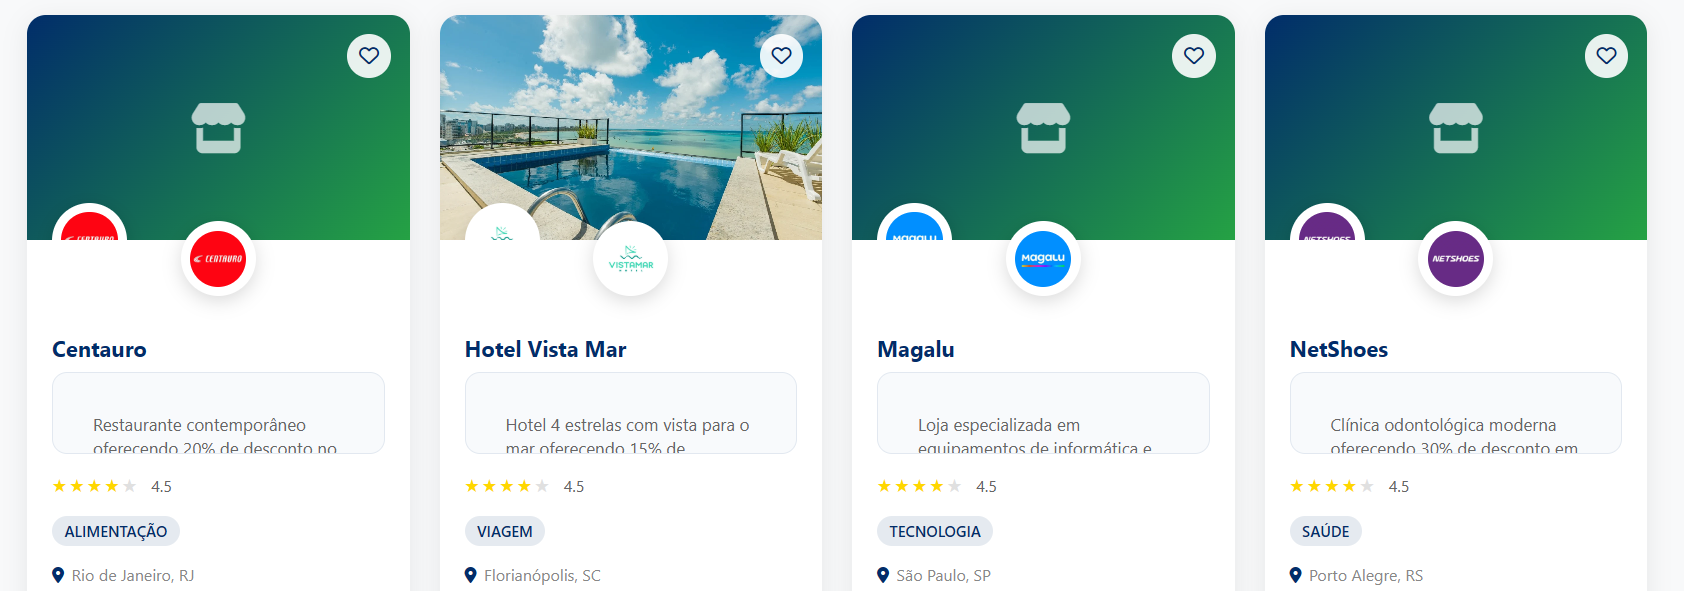 CENTAURO
CENTAURO
Centauro
Restaurante contemporâneo
oferecendo 20% de desconto no
4.5
ALIMENTAÇÃO
Rio de Janeiro, RJ
VISTAMAR
HOTEL
Hotel Vista Mar
Hotel 4 estrelas com vista para o
mar oferecendo 15% de
4.5
VIAGEM
Florianópolis, SC
Magalu
Magalu
Magalu
Loja especializada em
equipamentos de informática e
4.5
TECNOLOGIA
São Paulo, SP
NETSHOES
NETSHOES
NetShoes
Clínica odontológica moderna
oferecendo 30% de desconto em
4.5
SAÚDE
Porto Alegre, RS